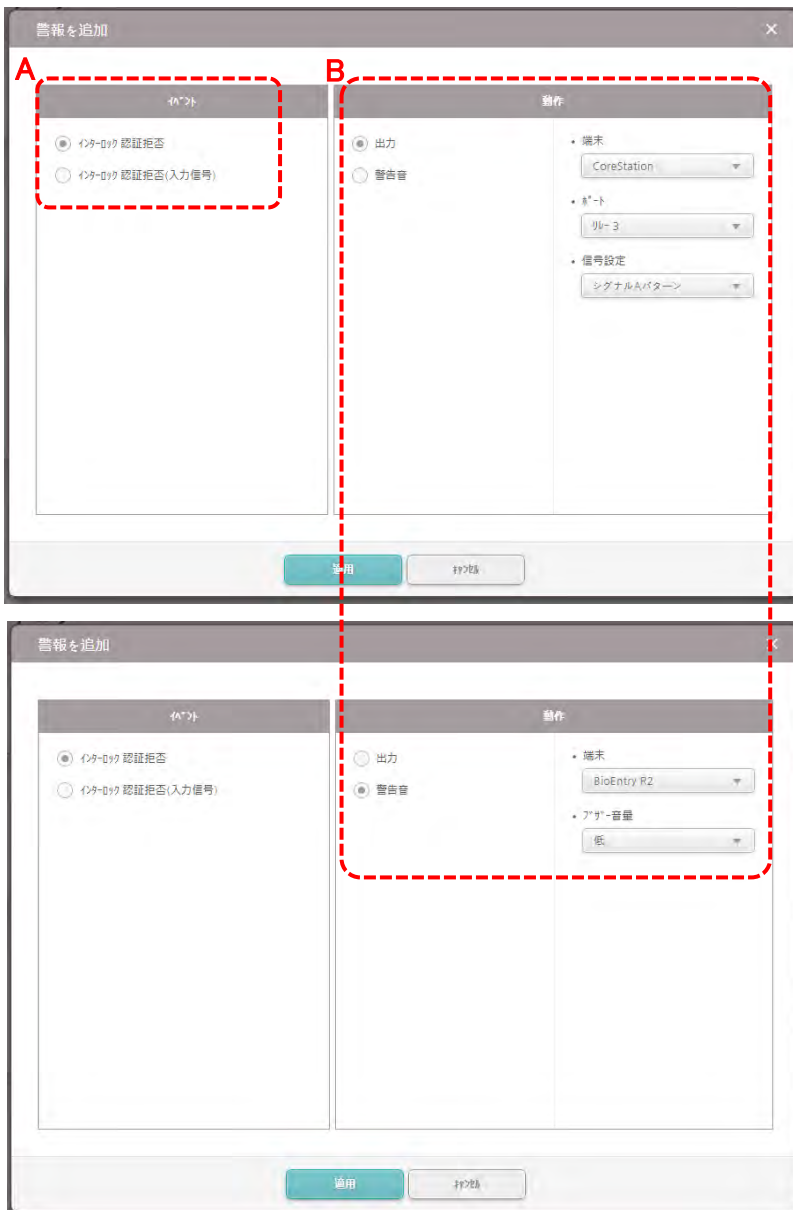 警報を追加
A
B
ｲﾍﾞﾝﾄ
動作
ｲﾝﾀｰﾛｯｸ 認証拒否
ｲﾝﾀｰﾛｯｸ 認証拒否(入力信号)
出力
警告音
• 端末
CoreStation
• ﾎﾟｰﾄ
ﾘﾚｰ 3
• 信号設定
シグナルAパターン
適用
ｷｬﾝｾﾙ
警報を追加
ｲﾍﾞﾝﾄ
動作
ｲﾝﾀｰﾛｯｸ 認証拒否
ｲﾝﾀｰﾛｯｸ 認証拒否(入力信号)
出力
警告音
• 端末
BioEntry R2
• ﾌﾞｻﾞｰ音量
低
適用
ｷｬﾝｾﾙ